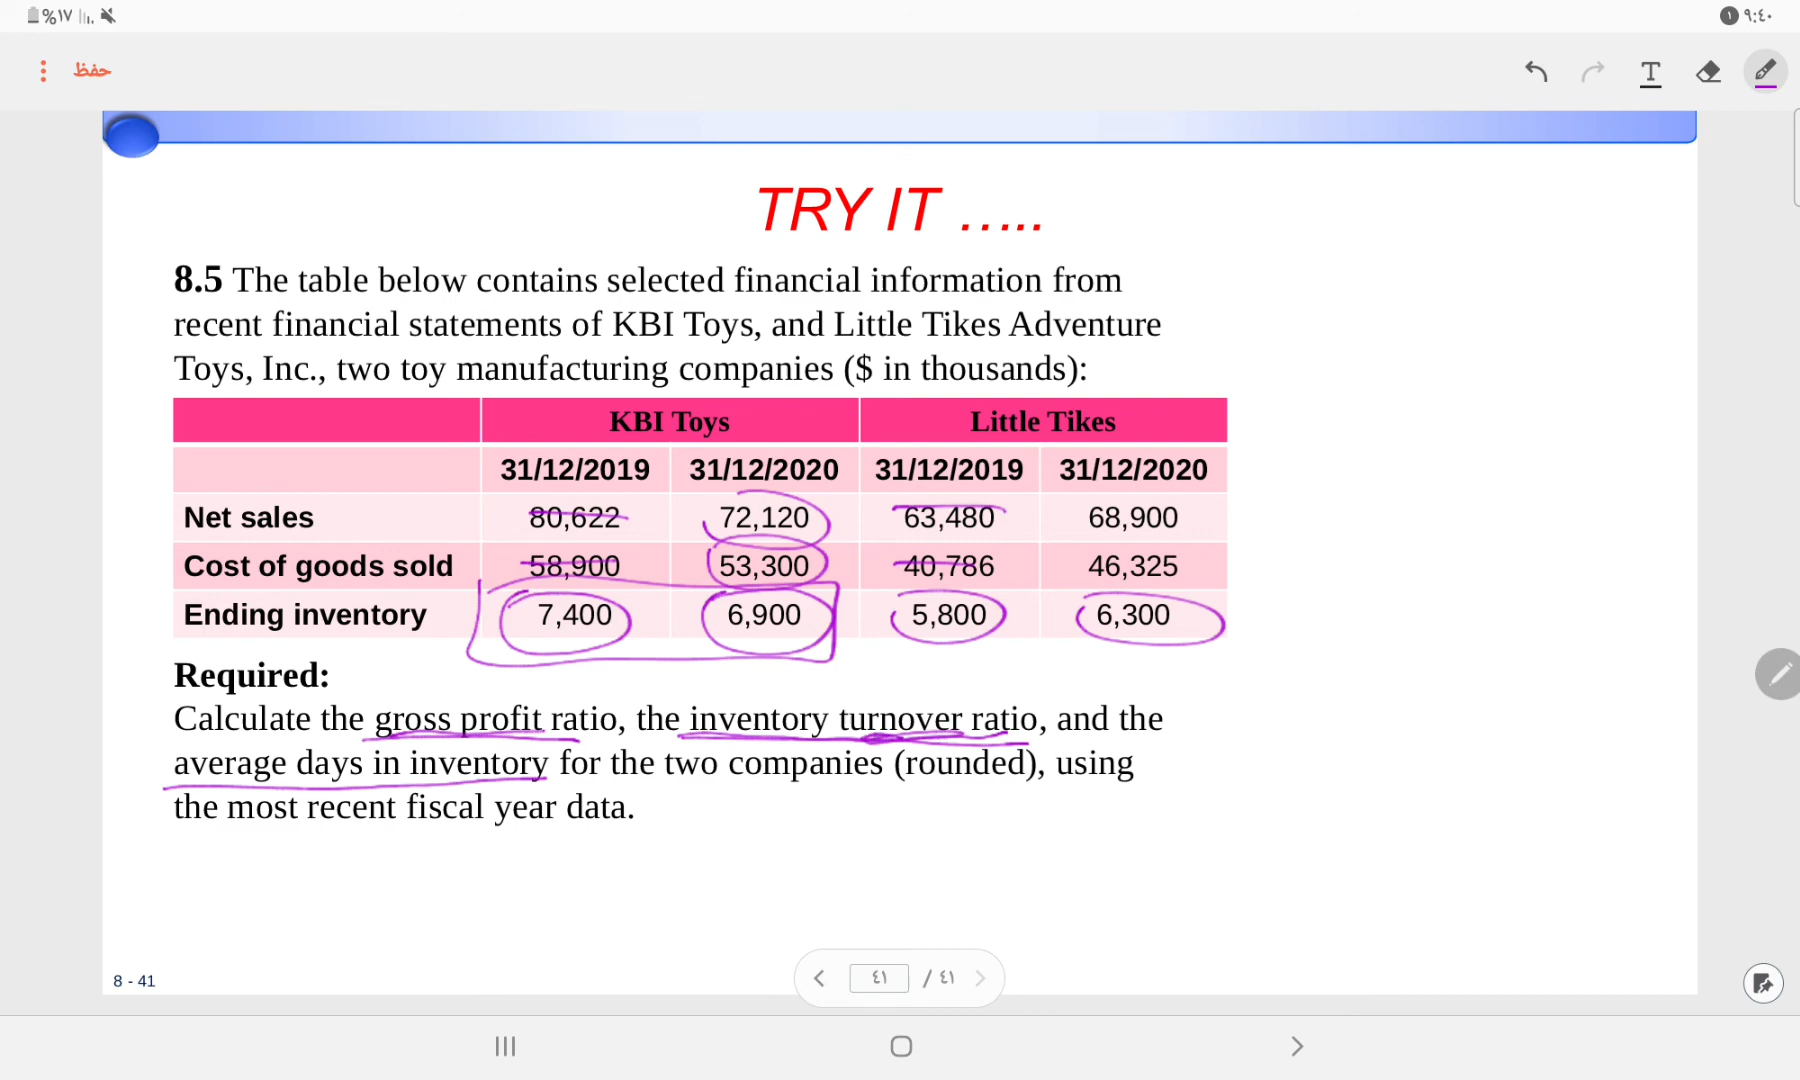 %١٧
١ ٩:٤٠
حفظ
T
TRY IT …..
8.5 The table below contains selected financial information from
recent financial statements of KBI Toys, and Little Tikes Adventure
Toys, Inc., two toy manufacturing companies ($ in thousands):
KBI Toys Little Tikes
31/12/2019 31/12/2020 31/12/2019 31/12/2020
Net sales 80,622 72,120 63,480 68,900
Cost of goods sold 58,900 53,300 40,786 46,325
Ending inventory 7,400 6,900 5,800 6,300
Required:
Calculate the gross profit ratio, the inventory turnover ratio, and the
average days in inventory for the two companies (rounded), using
the most recent fiscal year data.
8 - 41
٤١ / ٤١